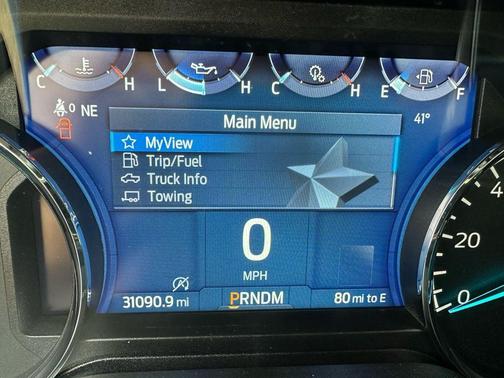 C H L H C H E F
0 NE
41°
Main Menu
MyView
Trip/Fuel
Truck Info
Towing
0
MPH
31090.9 mi
PRNDM
80 mi to E
4
20
0